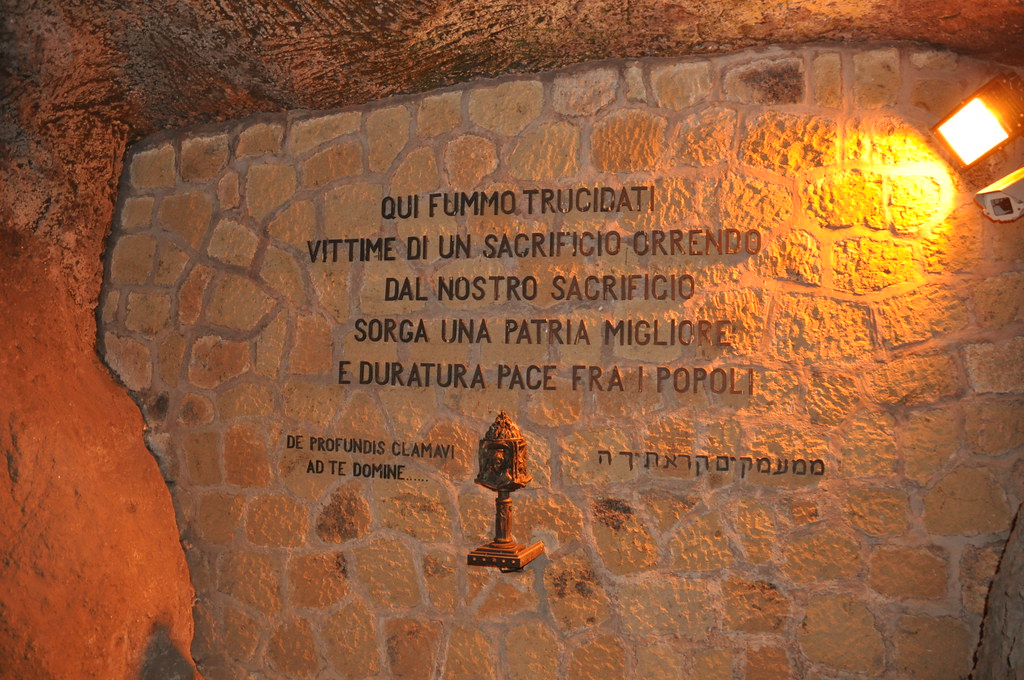 QUI FUMMO TRUCIDATI
VITTIME DI UN SACRIFICIO ORRENDO
DAL NOSTRO SACRIFICIO
SORGA UNA PATRIA MIGLIORE
E DURATURA PACE FRA I POPOLI
DE PROFUNDIS CLAMAVI
AD TE DOMINE......
ממעמקים קראתיך ה